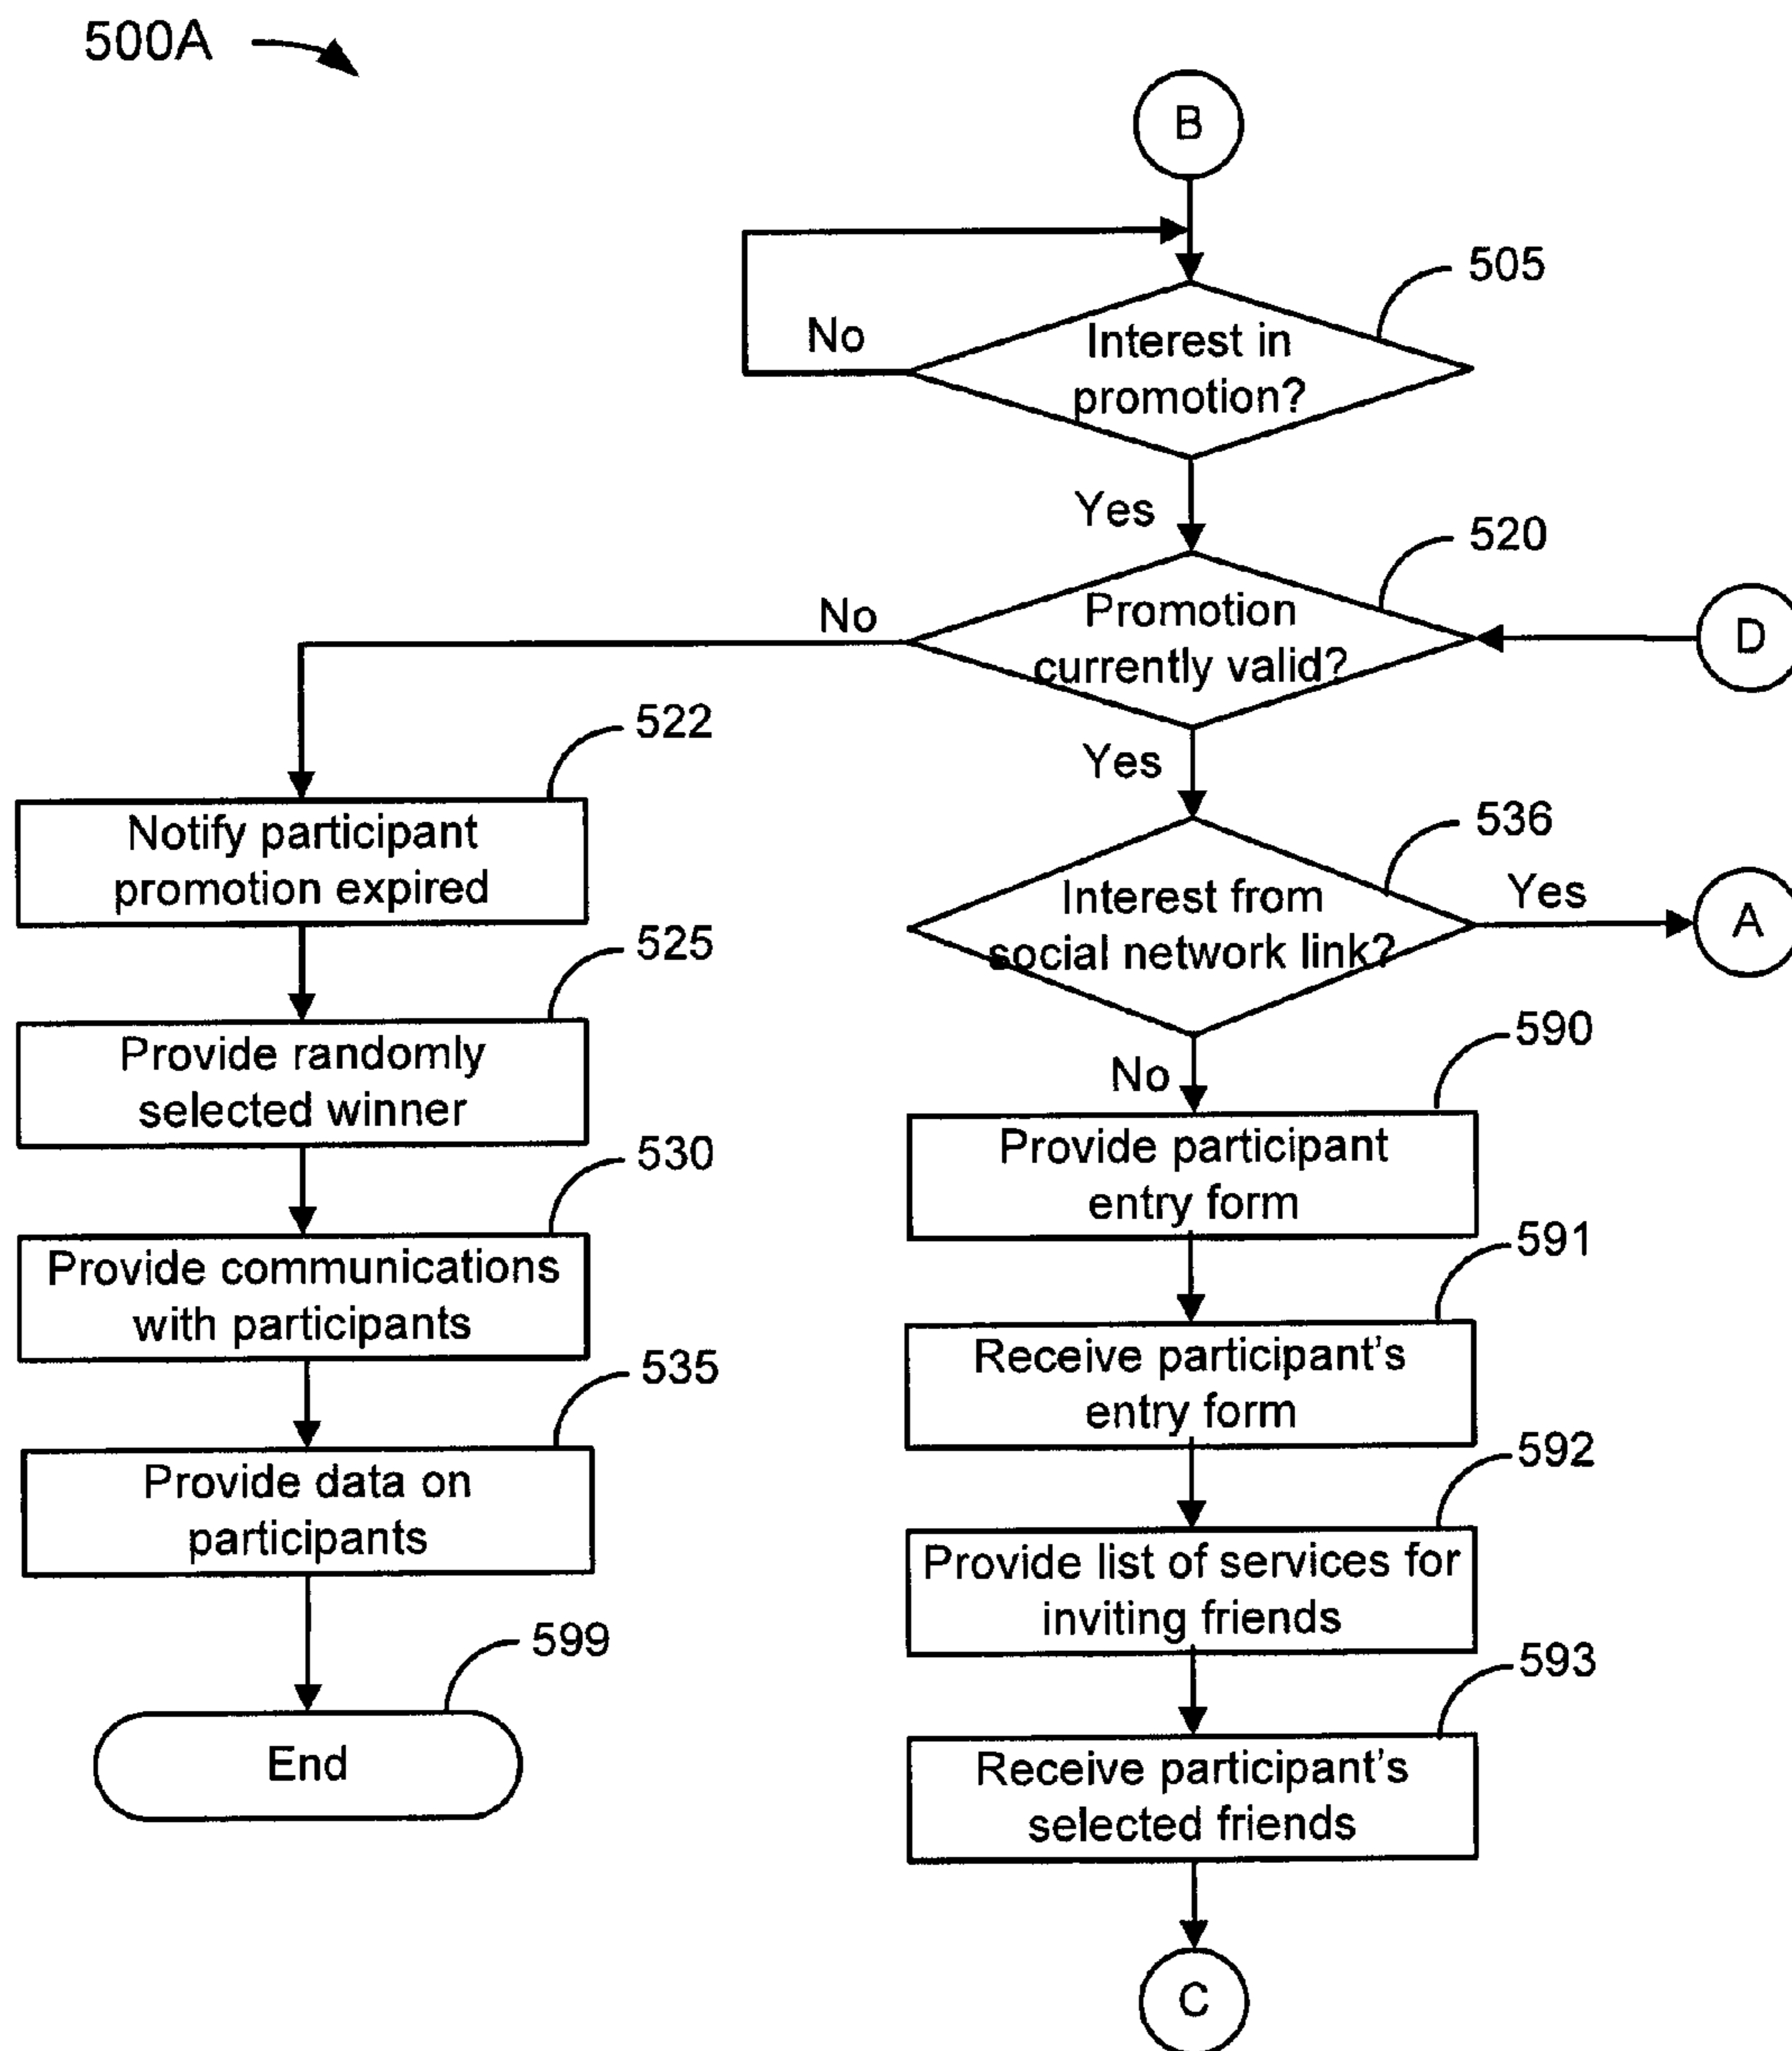 500A
B
505
No
Interest in
promotion?
Yes
520
No
Promotion
currently valid?
D
Yes
522
Notify participant
promotion expired
536
Interest from
social network link?
Yes
A
525
Provide randomly
selected winner
No
590
Provide participant
entry form
530
Provide communications
with participants
591
Receive participant's
entry form
535
Provide data on
participants
592
Provide list of services for
inviting friends
599
End
593
Receive participant's
selected friends
C